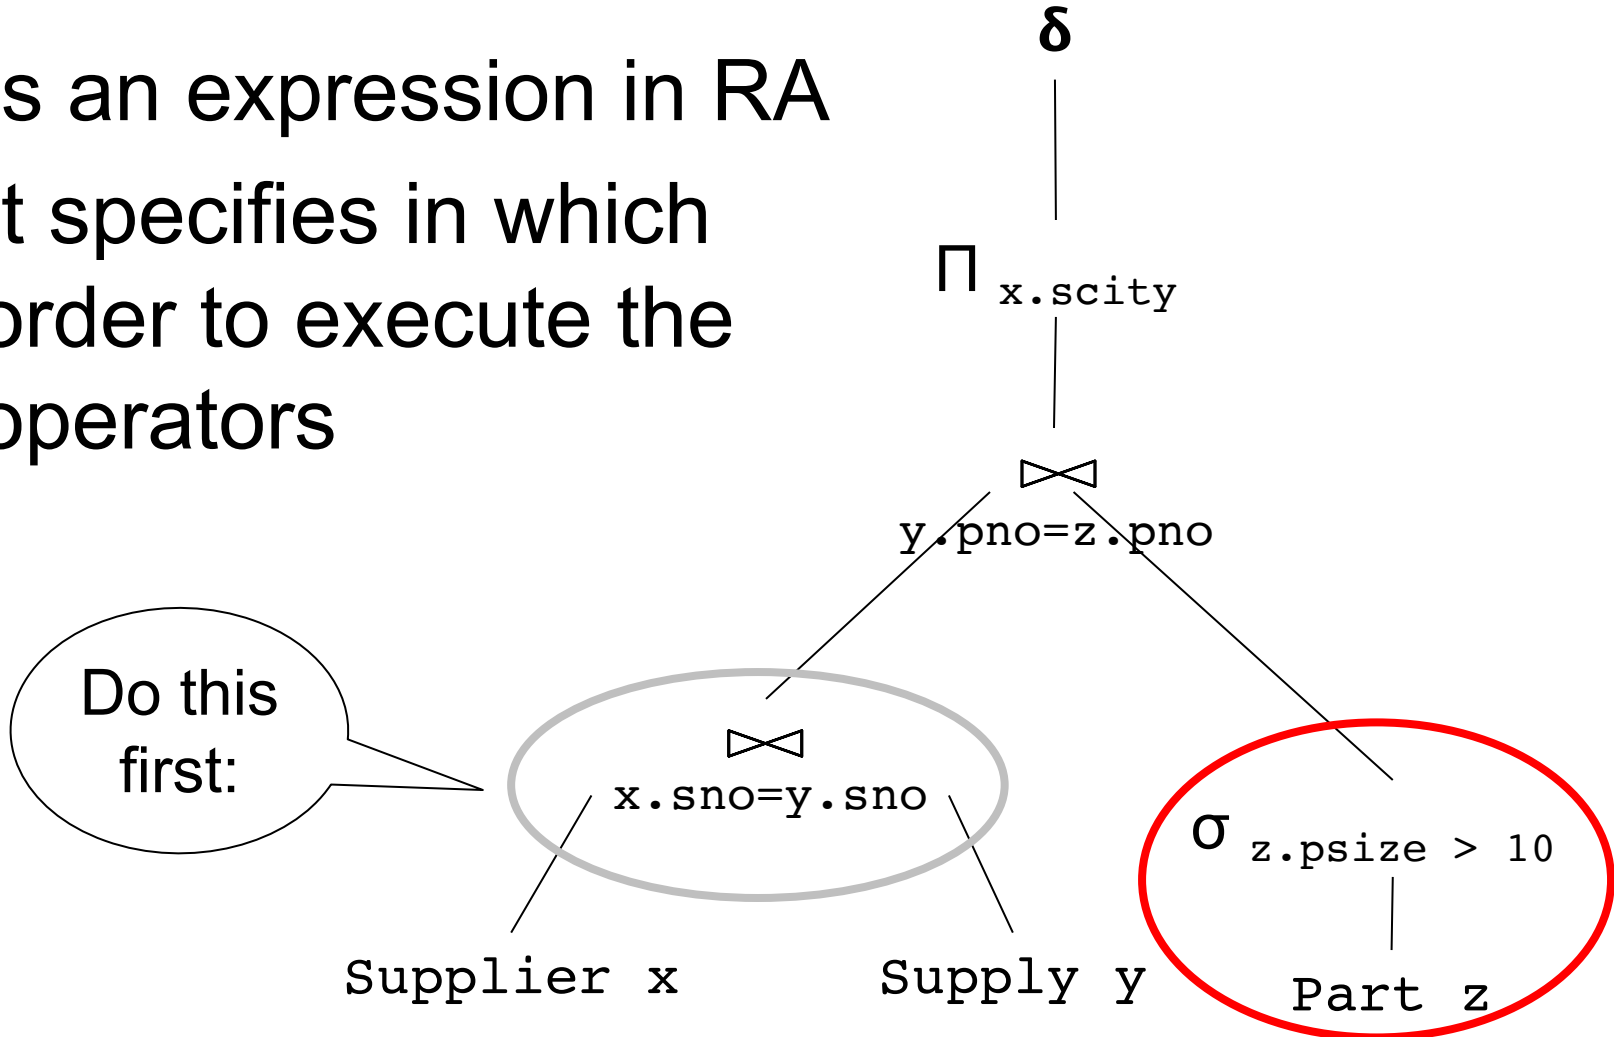 s an expression in RA
t specifies in which
order to execute the
operators
δ
Π x.scity
⋈
y.pno=z.pno
Do this
first:
⋈
x.sno=y.sno
σ z.psize > 10
Supplier x
Supply y
Part z